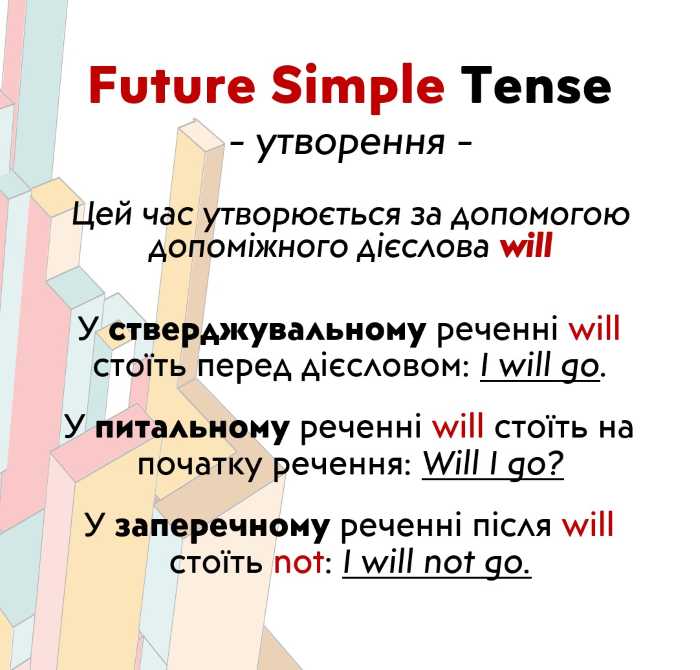 Future Simple Tense
- утворення -
Цей час утворюється за допомогою
допоміжного дієслова will
У стверджувальному реченні will
стоїть перед дієсловом: I will go.
У питальному реченні will стоїть на
початку речення: Will I go?
У заперечному реченні після will
стоїть not: I will not go.